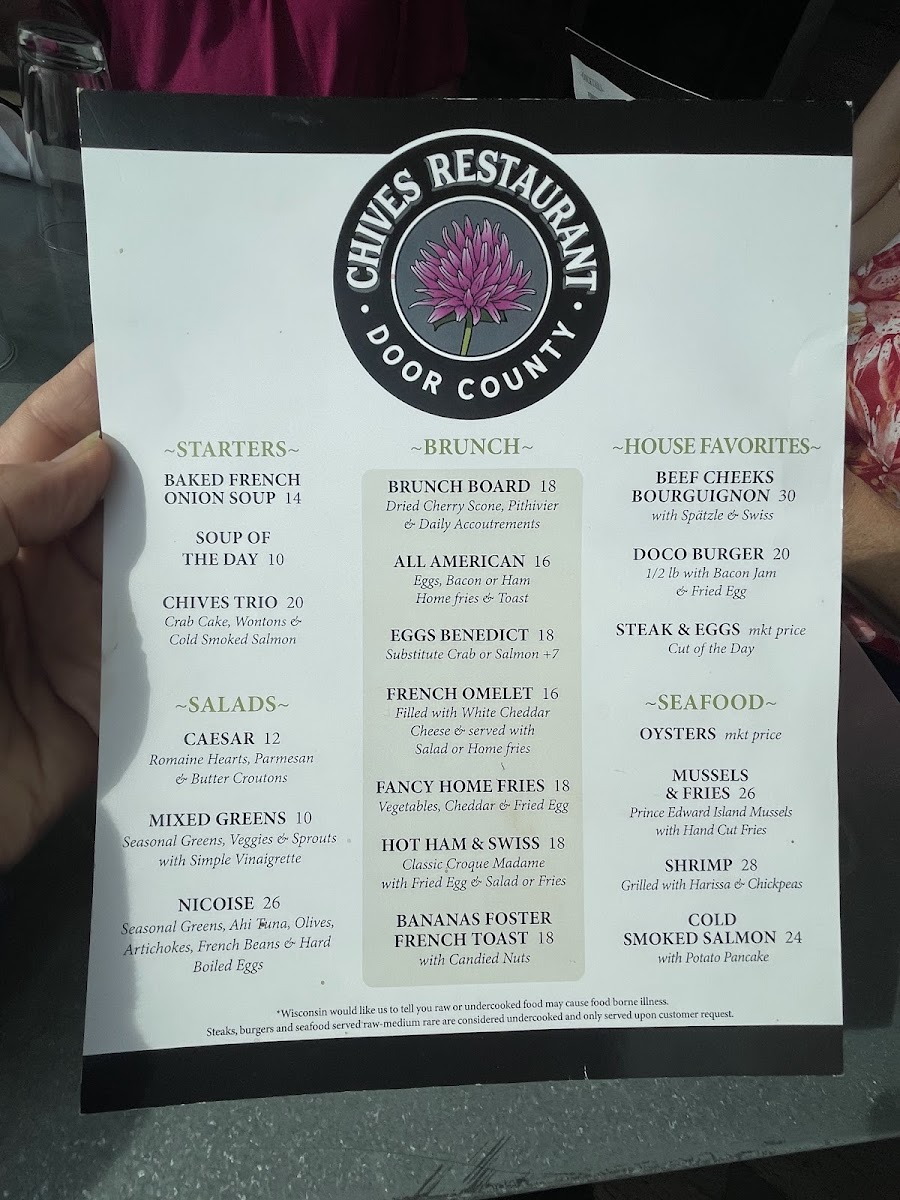 CHIVES RESTAURANT
• DOOR COUNTY •
~STARTERS~
BAKED FRENCH
ONION SOUP 14
SOUP OF
THE DAY 10
CHIVES TRIO 20
Crab Cake, Wontons &
Cold Smoked Salmon
~SALADS~
CAESAR 12
Romaine Hearts, Parmesan
& Butter Croutons
MIXED GREENS 10
Seasonal Greens, Veggies & Sprouts
with Simple Vinaigrette
NICOISE 26
Seasonal Greens, Ahi Tuna, Olives,
Artichokes, French Beans & Hard
Boiled Eggs
~BRUNCH~
BRUNCH BOARD 18
Dried Cherry Scone, Pithivier
& Daily Accoutrements
ALL AMERICAN 16
Eggs, Bacon or Ham
Home fries & Toast
EGGS BENEDICT 18
Substitute Crab or Salmon +7
FRENCH OMELET 16
Filled with White Cheddar
Cheese & served with
Salad or Home fries
FANCY HOME FRIES 18
Vegetables, Cheddar & Fried Egg
HOT HAM & SWISS 18
Classic Croque Madame
with Fried Egg & Salad or Fries
BANANAS FOSTER
FRENCH TOAST 18
with Candied Nuts
~HOUSE FAVORITES~
BEEF CHEEKS
BOURGUIGNON 30
with Spätzle & Swiss
DOCO BURGER 20
1/2 lb with Bacon Jam
& Fried Egg
STEAK & EGGS mkt price
Cut of the Day
~SEAFOOD~
OYSTERS mkt price
MUSSELS
& FRIES 26
Prince Edward Island Mussels
with Hand Cut Fries
SHRIMP 28
Grilled with Harissa & Chickpeas
COLD
SMOKED SALMON 24
with Potato Pancake
*Wisconsin would like us to tell you raw or undercooked food may cause food borne illness.
Steaks, burgers and seafood served raw-medium rare are considered undercooked and only served upon customer request.